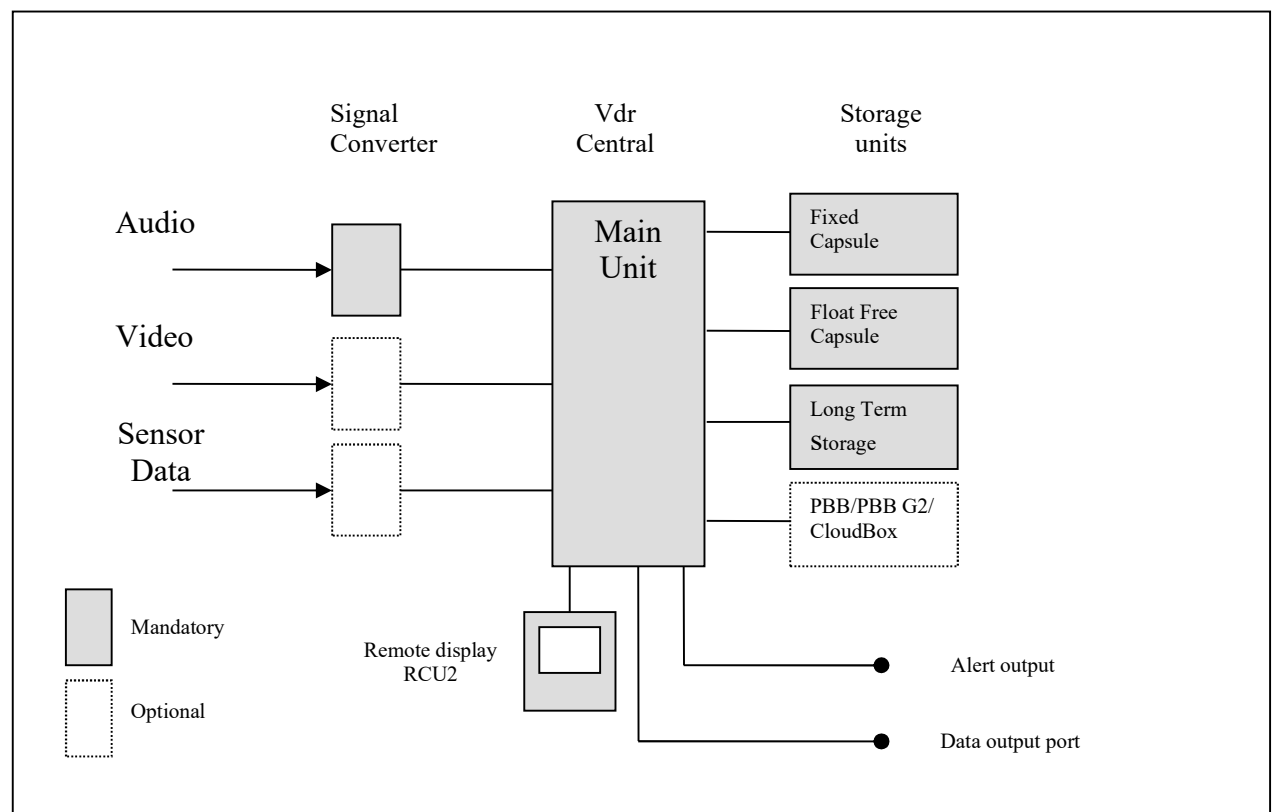 Signal
Converter
Vdr
Central
Storage
units
Audio
Video
Sensor
Data
Main
Unit
Fixed
Capsule
Float Free
Capsule
Long Term
Storage
PBB/PBB G2/
CloudBox
Mandatory
Optional
Remote display
RCU2
Alert output
Data output port